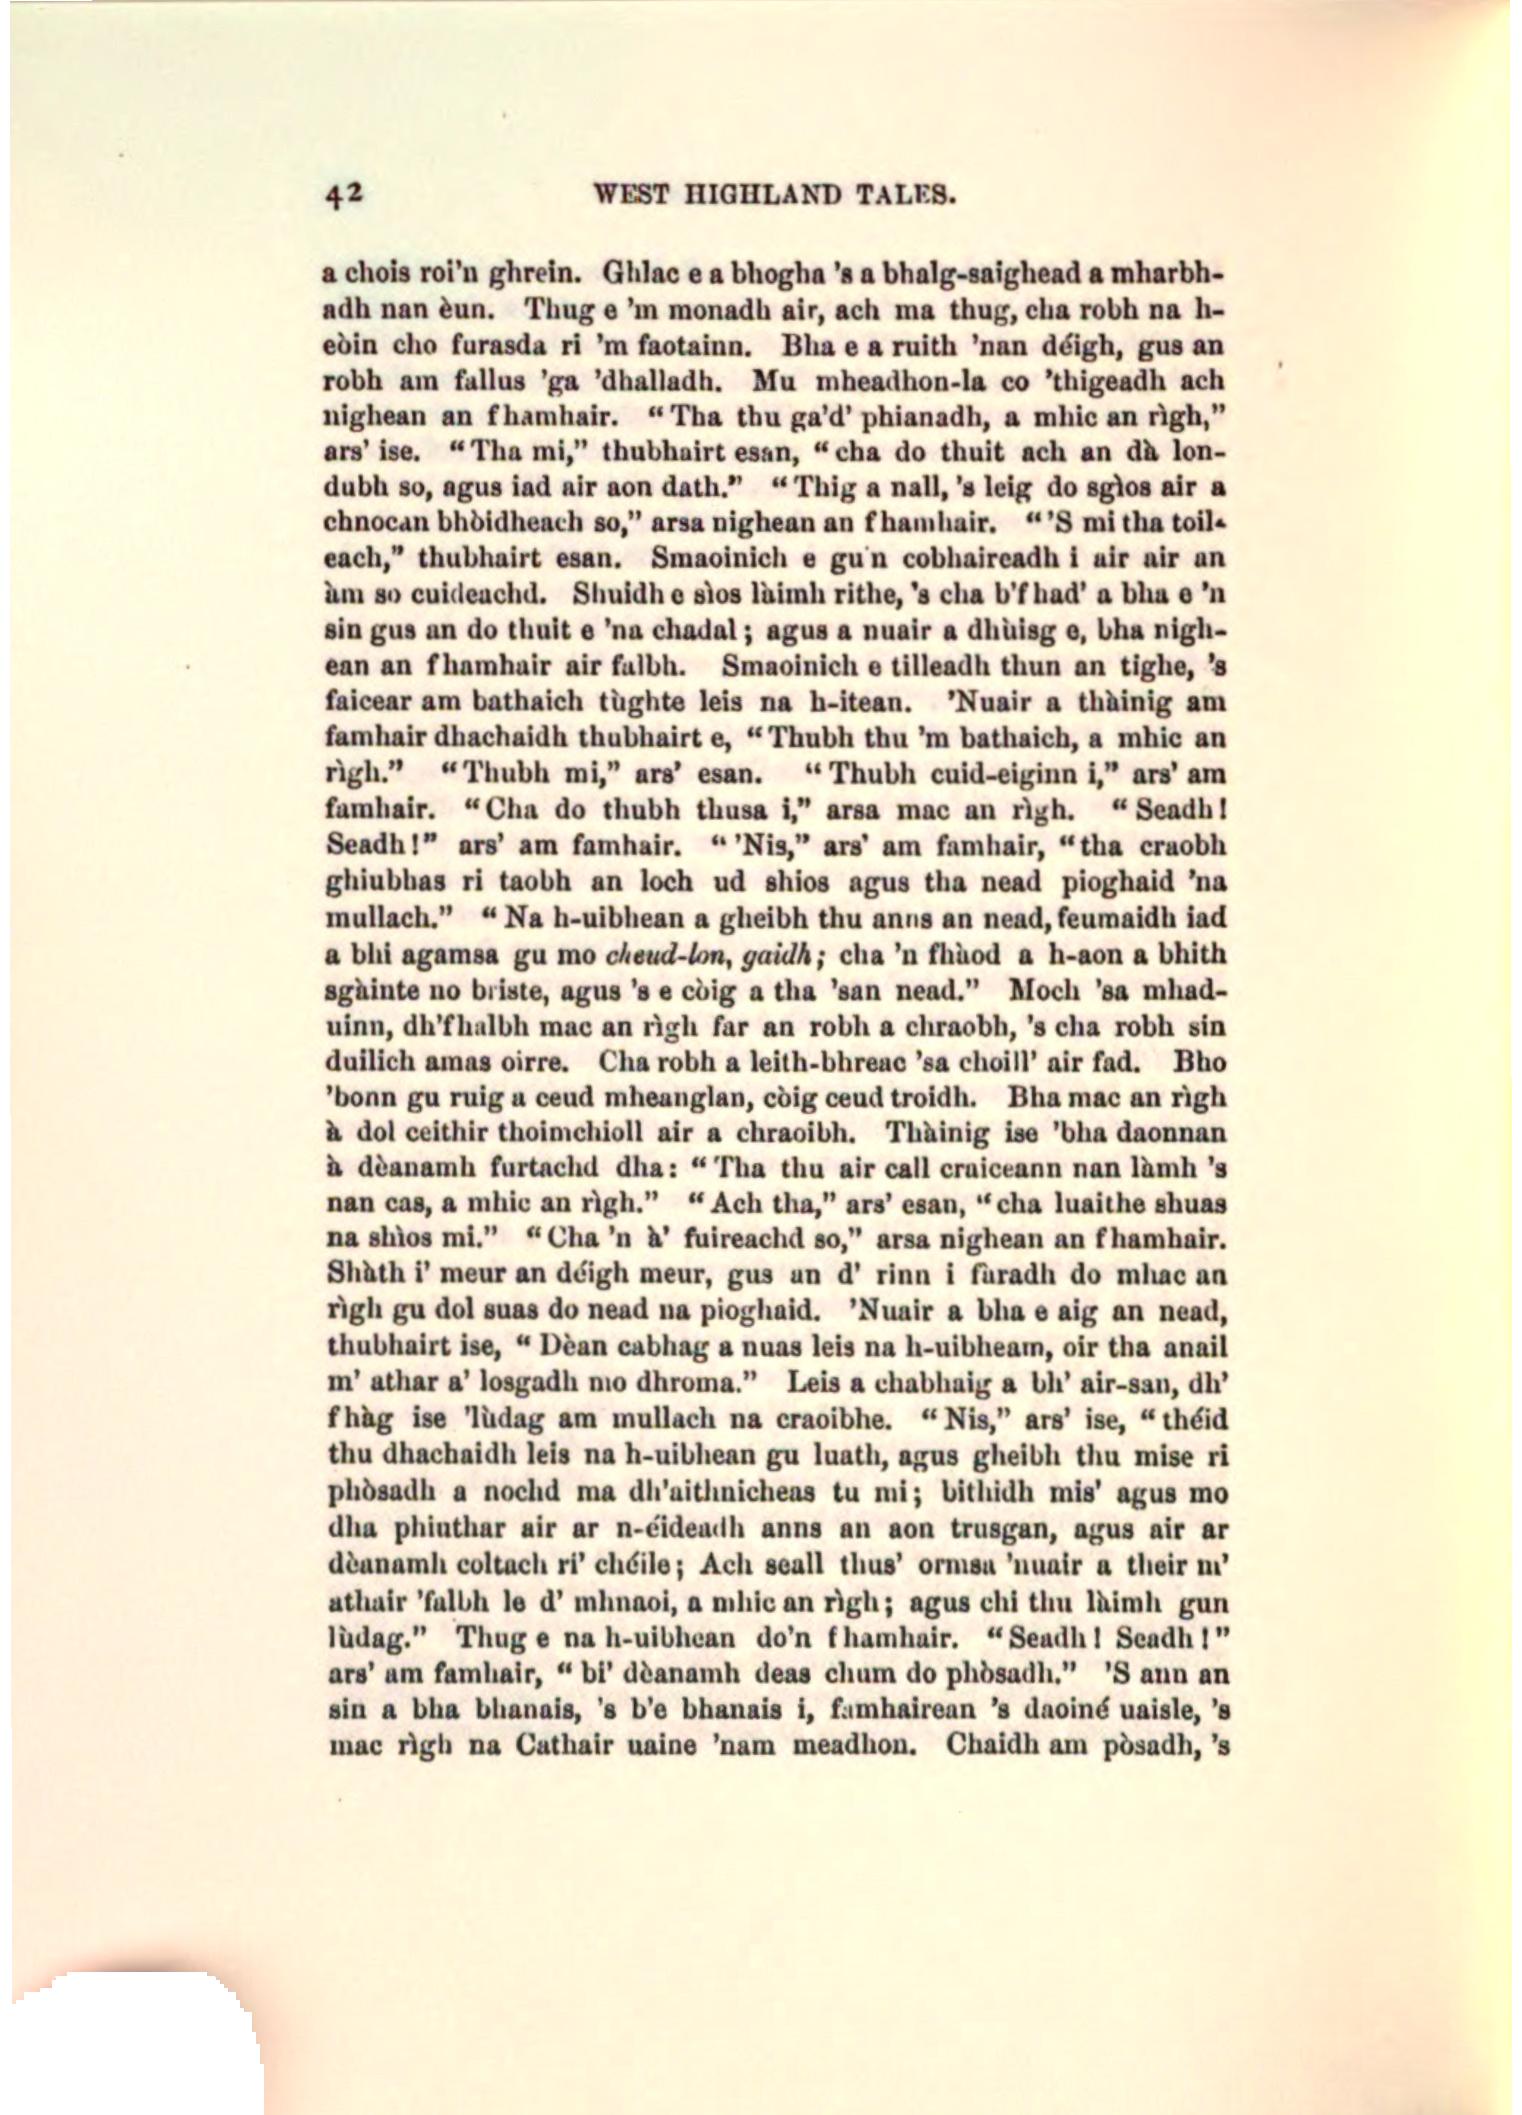 42 WEST HIGHLAND TALES.
a chois roi'n ghrein. Ghlac e a bhogha 's a bhalg-saighead a mharbh-
adh nan èun. Thug e 'm monadh air, ach ma thug, cha robh na h-
eòin cho furasda ri 'm faotainn. Bha e a ruith 'nan déigh, gus an
robh am fallus 'ga 'dhalladh. Mu mheadhon-la co 'thigeadh ach
nighean an fhamhair. “Tha thu ga'd' phianadh, a mhic an rìgh,”
ars' ise. “Tha mi,” thubhairt esan, “cha do thuit ach an dà lon-
dubh so, agus iad air aon dath.” “Thig a nall, 's leig do sgìos air a
chnocan bhòidheach so,” arsa nighean an fhamhair. “'S mi tha toil-
each,” thubhairt esan. Smaoinich e gu'n cobhaireadh i air air an
àm so cuideachd. Shuidh e sìos làimh rithe, 's cha b'fhad' a bha e 'n
sin gus an do thuit e 'na chadal; agus a nuair a dhùisg e, bha nigh-
ean an fhamhair air falbh. Smaoinich e tilleadh thun an tighe, 's
faicear am bathaich tùghte leis na h-itean. 'Nuair a thàinig am
famhair dhachaidh thubhairt e, “Thubh thu 'm bathaich, a mhic an
rìgh.” “Thubh mi,” ars' esan. “Thubh cuid-eiginn i,” ars' am
famhair. “Cha do thubh thusa i,” arsa mac an rìgh. “Seadh!
Seadh!” ars' am famhair. “'Nis,” ars' am famhair, “tha craobh
ghiubhas ri taobh an loch ud shios agus tha nead pioghaid 'na
mullach.” “Na h-uibhean a gheibh thu anns an nead, feumaidh iad
a bhi agamsa gu mo cheud-lon, gaidh; cha 'n fhàod a h-aon a bhith
sgàinte no briste, agus 's e còig a tha 'san nead.” Moch 'sa mhad-
uinn, dh'fhalbh mac an rìgh far an robh a chraobh, 's cha robh sin
duilich amas oirre. Cha robh a leith-bhreac 'sa choill' air fad. Bho
'bonn gu ruig a ceud mheanglan, còig ceud troidh. Bha mac an rìgh
à dol ceithir thoimchioll air a chraoibh. Thàinig ise 'bha daonnan
à dèanamh furtachd dha: “Tha thu air call craiceann nan làmh 's
nan cas, a mhic an rìgh.” “Ach tha,” ars' esan, “cha luaithe shuas
na shìos mi.” “Cha 'n à' fuireachd so,” arsa nighean an fhamhair.
Shàth i' meur an déigh meur, gus an d' rinn i fàradh do mhac an
rìgh gu dol suas do nead na pioghaid. 'Nuair a bha e aig an nead,
thubhairt ise, “Dèan cabhag a nuas leis na h-uibheam, oir tha anail
m' athar a' losgadh mo dhroma.” Leis a chabhaig a bh' air-san, dh'
fhàg ise 'lùdag am mullach na craoibhe. “Nis,” ars' ise, “théid
thu dhachaidh leis na h-uibhean gu luath, agus gheibh thu mise ri
phòsadh a nochd ma dh'aithnicheas tu mi; bithidh mis' agus mo
dha phiuthar air ar n-éideadh anns an aon trusgan, agus air ar
dèanamh coltach ri' chéile; Ach seall thus' ormsa 'nuair a their m'
athair 'falbh le d' mhnaoi, a mhic an rìgh; agus chi thu làimh gun
lùdag.” Thug e na h-uibhean do'n fhamhair. “Seadh! Seadh!”
ars' am famhair, “bi' dèanamh deas chum do phòsadh.” 'S ann an
sin a bha bhanais, 's b'e bhanais i, famhairean 's daoiné uaisle, 's
mac rìgh na Cathair uaine 'nam meadhon. Chaidh am pòsadh, 's